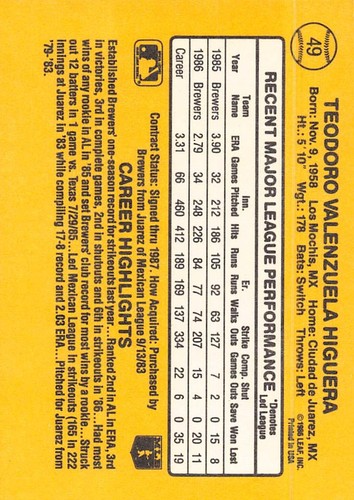 49
TEODORO VALENZUELA HIGUERA
Born: Nov. 9, 1958 Los Mochis, MX Home: Ciudad de Juarez, MX
Ht.: 5' 10" Wgt.: 178 Bats: Switch Throws: Left
© 1986 LEAF, INC.
Printed in USA
RECENT MAJOR LEAGUE PERFORMANCE
*Denotes Led League
Year Team Name ERA Games Inn. Pitched Hits Runs Er. Runs Walks Strike Outs Comp. Games Shut Outs Save Won Lost
1985 Brewers 3.90 32 212 186 105 92 63 127 7 2 0 15 8
1986 Brewers 2.79 34 248 226 84 77 74 207 15 4 0 20 11
Career 3.31 66 460 412 189 169 137 334 22 6 0 35 19
Contract Status: Signed thru 1987. How Acquired: Purchased by
Brewers from Juarez of Mexican League 9/13/83
CAREER HIGHLIGHTS
Established Brewers' one-season record for strikeouts last year...Ranked 2nd in AL in ERA, 3rd
in victories, 3rd in complete games, 2nd in shutouts and 6th in strikeouts in '86...Had most
wins of any rookie in AL in '85 and set Brewers' club record for most wins by a rookie...Struck
out 12 batters in 1 game vs. Texas 7/29/85...Led Mexican League in strikeouts (165 in 222
innings at Juarez in '83 while compiling 17-8 record and 2.03 ERA...Pitched for Juarez from
'79-'83.